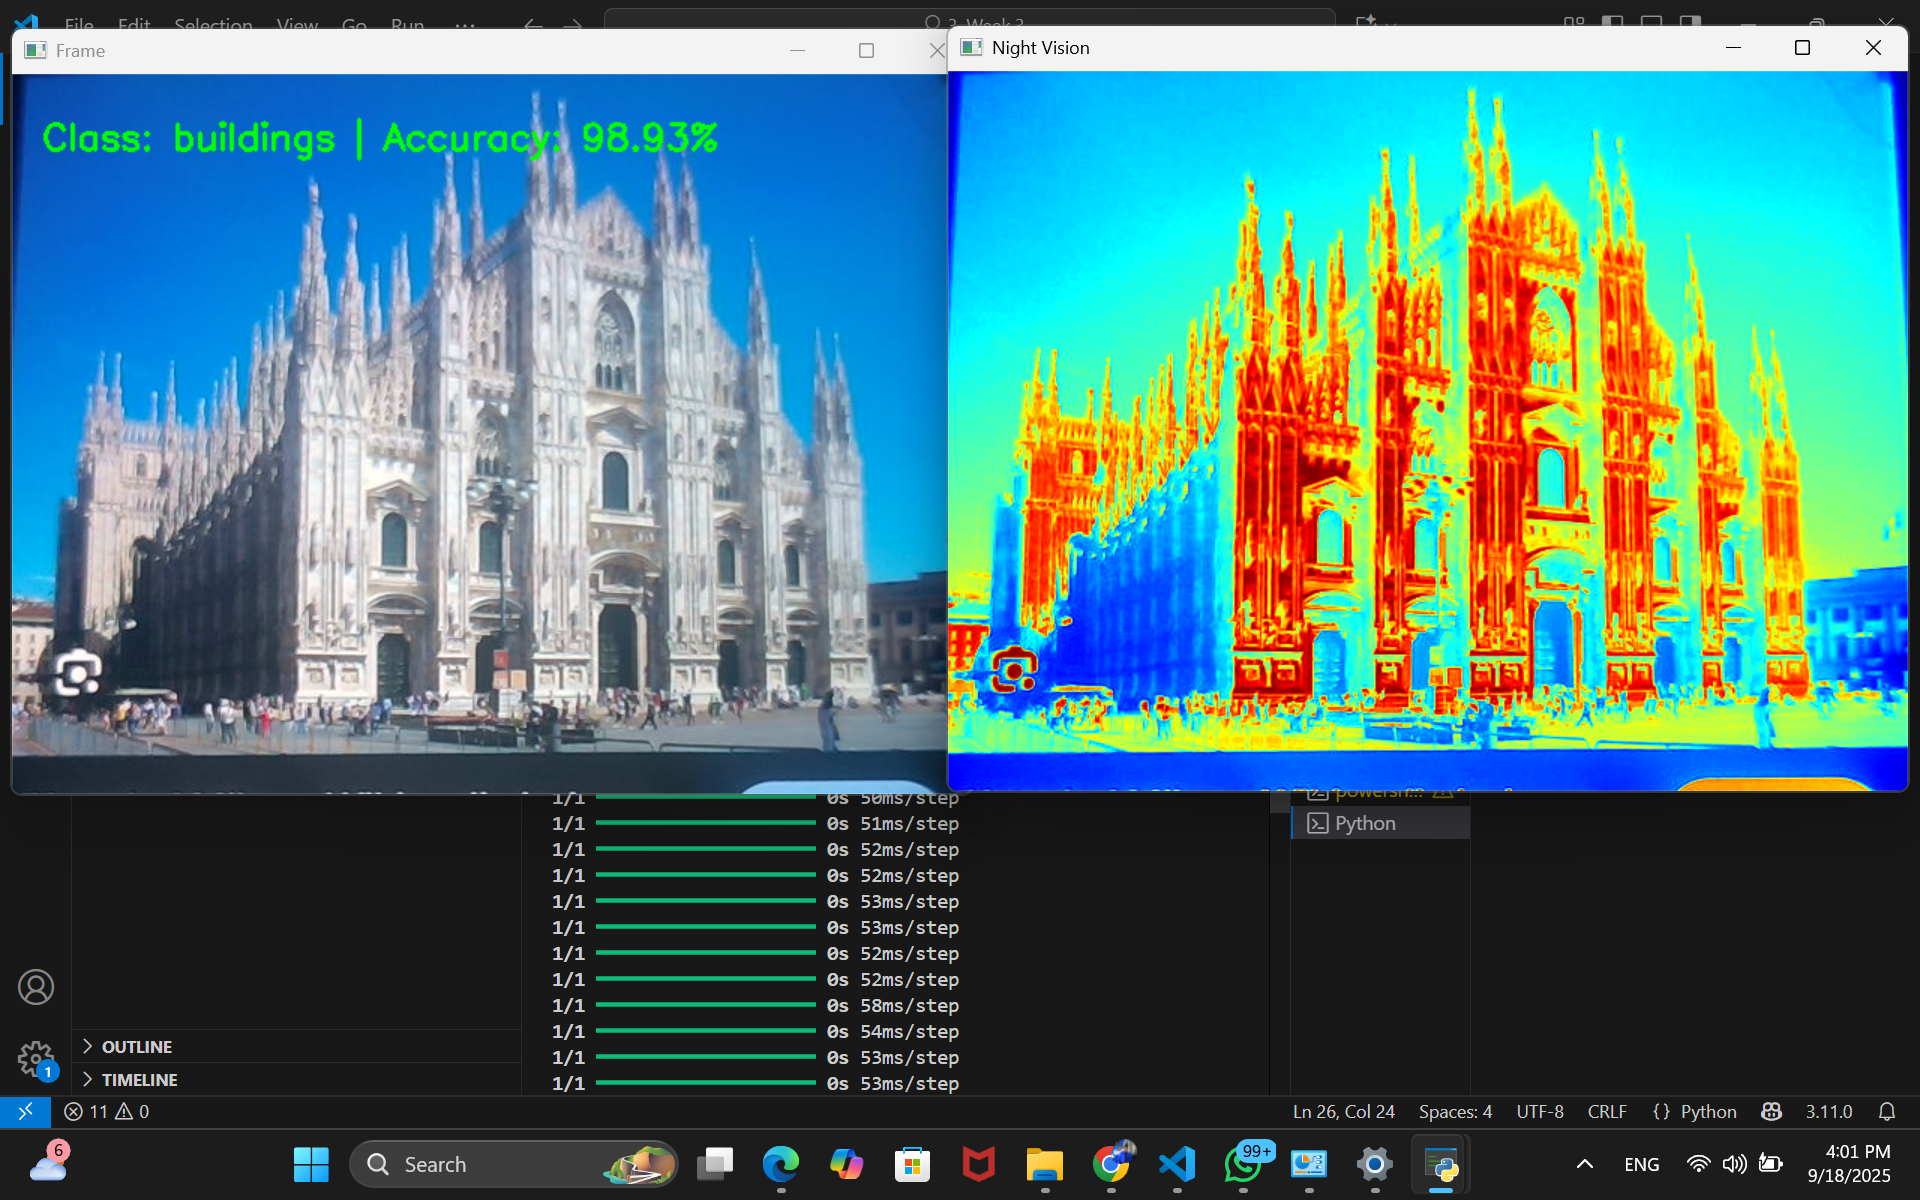 File Edit Selection View Go Run ...
3. Week 3
Frame
Night Vision
Class: buildings | Accuracy: 98.93%
1/1 0s 50ms/step
1/1 0s 51ms/step
1/1 0s 52ms/step
1/1 0s 52ms/step
1/1 0s 53ms/step
1/1 0s 53ms/step
1/1 0s 52ms/step
1/1 0s 52ms/step
1/1 0s 58ms/step
1/1 0s 54ms/step
1/1 0s 53ms/step
1/1 0s 53ms/step
powersh...
Python
OUTLINE
TIMELINE
1
11 0
Ln 26, Col 24 Spaces: 4 UTF-8 CRLF {} Python 3.11.0
6
Search
99+
ENG
4:01 PM
9/18/2025